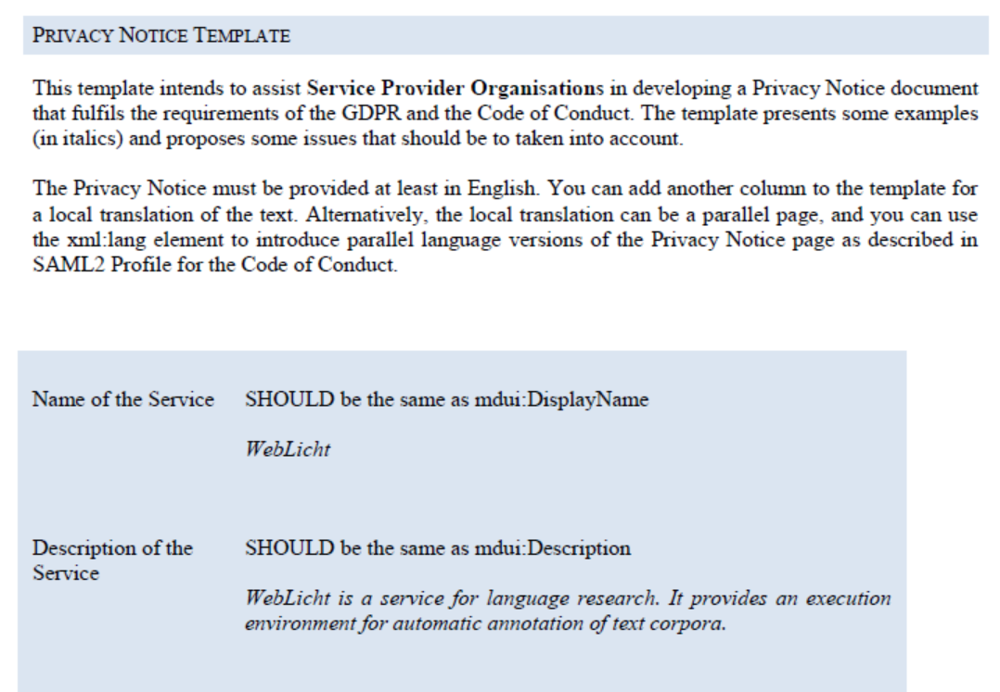 PRIVACY NOTICE TEMPLATE
This template intends to assist Service Provider Organisations in developing a Privacy Notice document
that fulfils the requirements of the GDPR and the Code of Conduct. The template presents some examples
(in italics) and proposes some issues that should be to taken into account.
The Privacy Notice must be provided at least in English. You can add another column to the template for
a local translation of the text. Alternatively, the local translation can be a parallel page, and you can use
the xml:lang element to introduce parallel language versions of the Privacy Notice page as described in
SAML2 Profile for the Code of Conduct.
Name of the Service
SHOULD be the same as mdui:DisplayName
WebLicht
Description of the
Service
SHOULD be the same as mdui:Description
WebLicht is a service for language research. It provides an execution
environment for automatic annotation of text corpora.